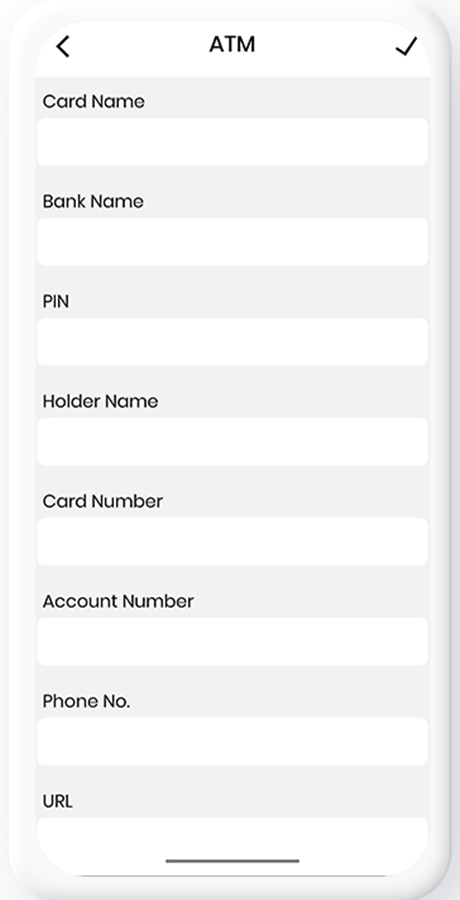 ATM
Card Name
Bank Name
PIN
Holder Name
Card Number
Account Number
Phone No.
URL